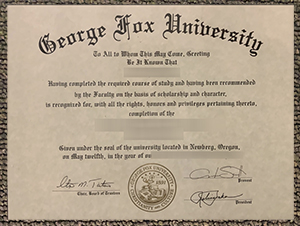 George Fox University
To All to Whom This May Come, Greeting
Be It Known That
Having completed the required course of study and having been recommended
by the Faculty on the basis of scholarship and character,
is recognized for, with all the rights, honors and privileges pertaining thereto,
completion of the
Given under the seal of the university located in Newberg, Oregon,
on May twelfth, in the year of ou
Chair, Board of Trustees
President
Registrar